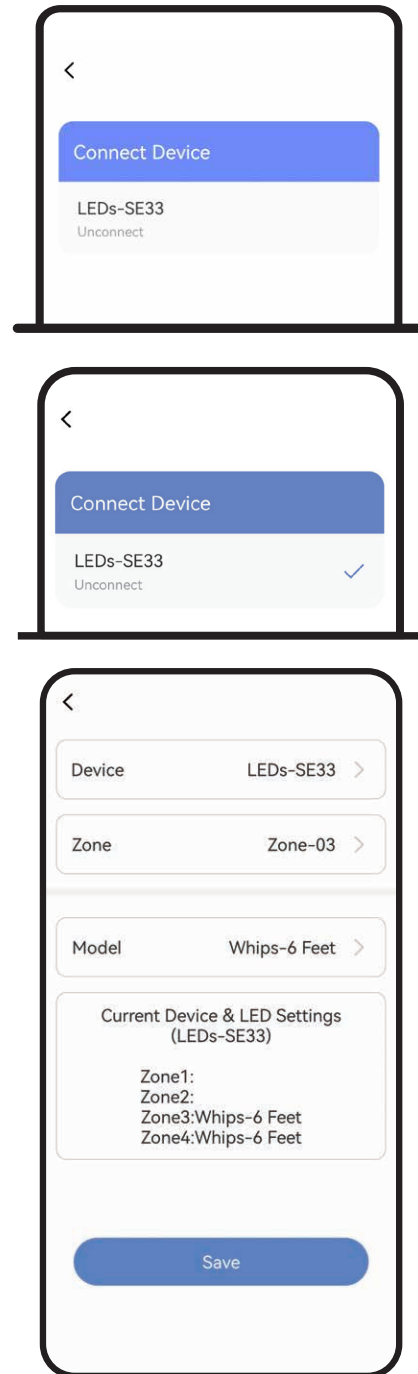 Connect Device
LEDs-SE33
Unconnect
Connect Device
LEDs-SE33
Unconnect
Device LEDs-SE33
Zone Zone-03
Model Whips-6 Feet
Current Device & LED Settings
(LEDs-SE33)
Zone1:
Zone2:
Zone3:Whips-6 Feet
Zone4:Whips-6 Feet
Save